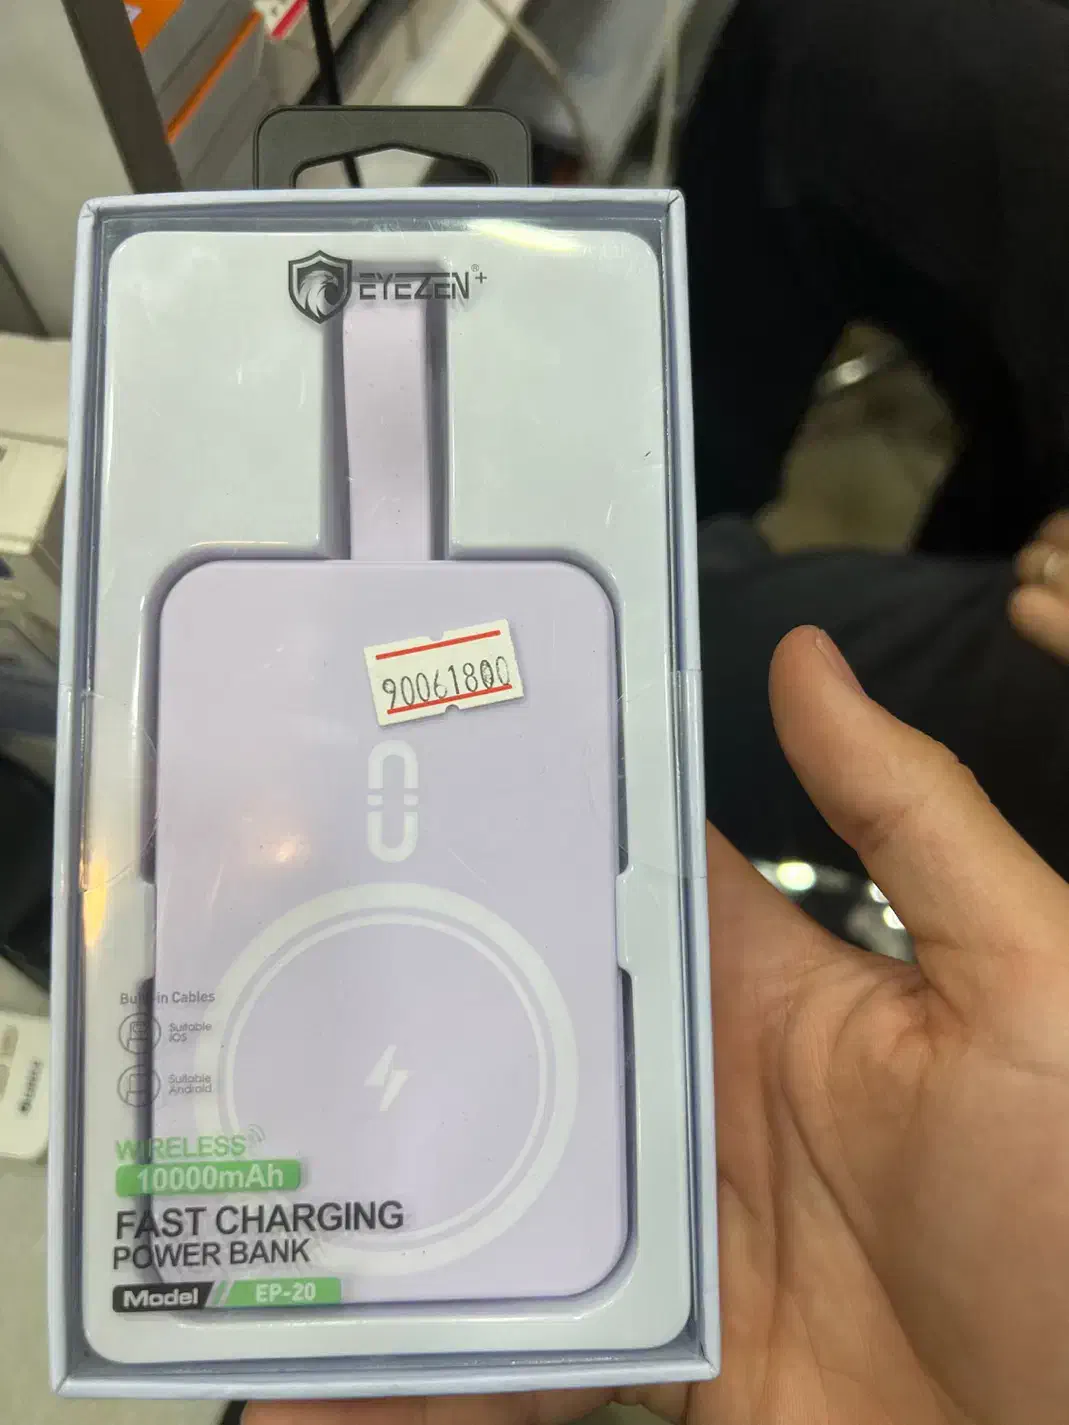 EYEZEN®+
90061800
Built-in Cables
Suitable
iOS
Suitable
Android
WIRELESS
10000mAh
FAST CHARGING
POWER BANK
Model EP-20